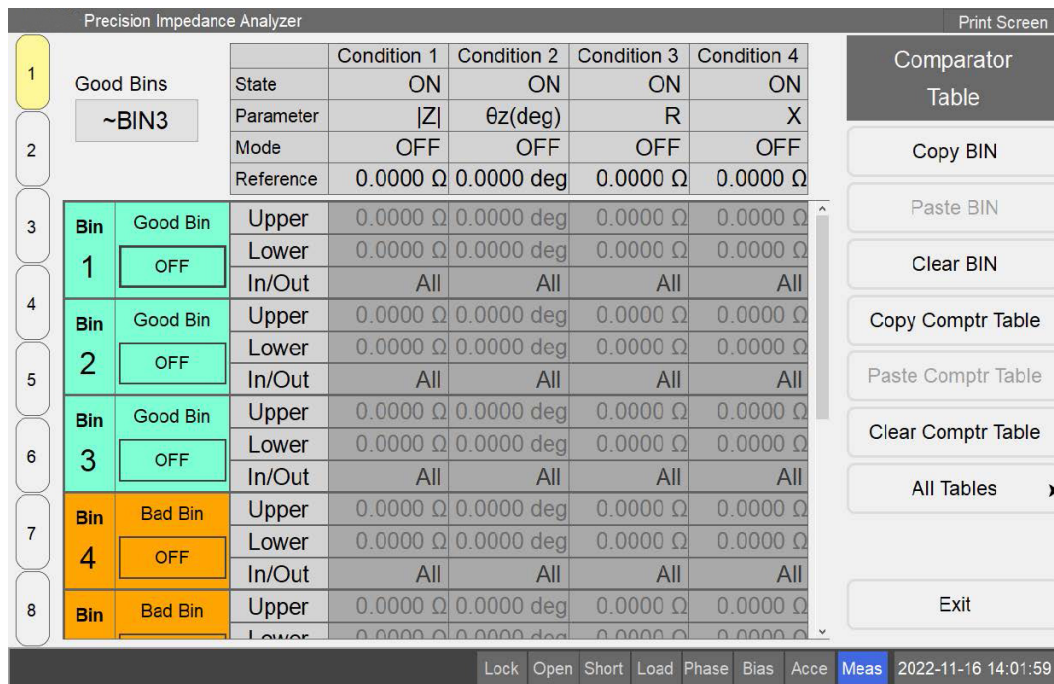 Precision Impedance Analyzer Print Screen
1 2 3 4 5 6 7 8
Good Bins
~BIN3
Condition 1 Condition 2 Condition 3 Condition 4
State ON ON ON ON
Parameter |Z| θz(deg) R X
Mode OFF OFF OFF OFF
Reference 0.0000 Ω 0.0000 deg 0.0000 Ω 0.0000 Ω
Bin 1 Good Bin OFF
Upper 0.0000 Ω 0.0000 deg 0.0000 Ω 0.0000 Ω
Lower 0.0000 Ω 0.0000 deg 0.0000 Ω 0.0000 Ω
In/Out All All All All
Bin 2 Good Bin OFF
Upper 0.0000 Ω 0.0000 deg 0.0000 Ω 0.0000 Ω
Lower 0.0000 Ω 0.0000 deg 0.0000 Ω 0.0000 Ω
In/Out All All All All
Bin 3 Good Bin OFF
Upper 0.0000 Ω 0.0000 deg 0.0000 Ω 0.0000 Ω
Lower 0.0000 Ω 0.0000 deg 0.0000 Ω 0.0000 Ω
In/Out All All All All
Bin 4 Bad Bin OFF
Upper 0.0000 Ω 0.0000 deg 0.0000 Ω 0.0000 Ω
Lower 0.0000 Ω 0.0000 deg 0.0000 Ω 0.0000 Ω
In/Out All All All All
Bin Bad Bin
Upper 0.0000 Ω 0.0000 deg 0.0000 Ω 0.0000 Ω
Lower 0.0000 Ω 0.0000 deg 0.0000 Ω 0.0000 Ω
Comparator
Table
Copy BIN
Paste BIN
Clear BIN
Copy Comptr Table
Paste Comptr Table
Clear Comptr Table
All Tables
Exit
Lock Open Short Load Phase Bias Acce Meas 2022-11-16 14:01:59